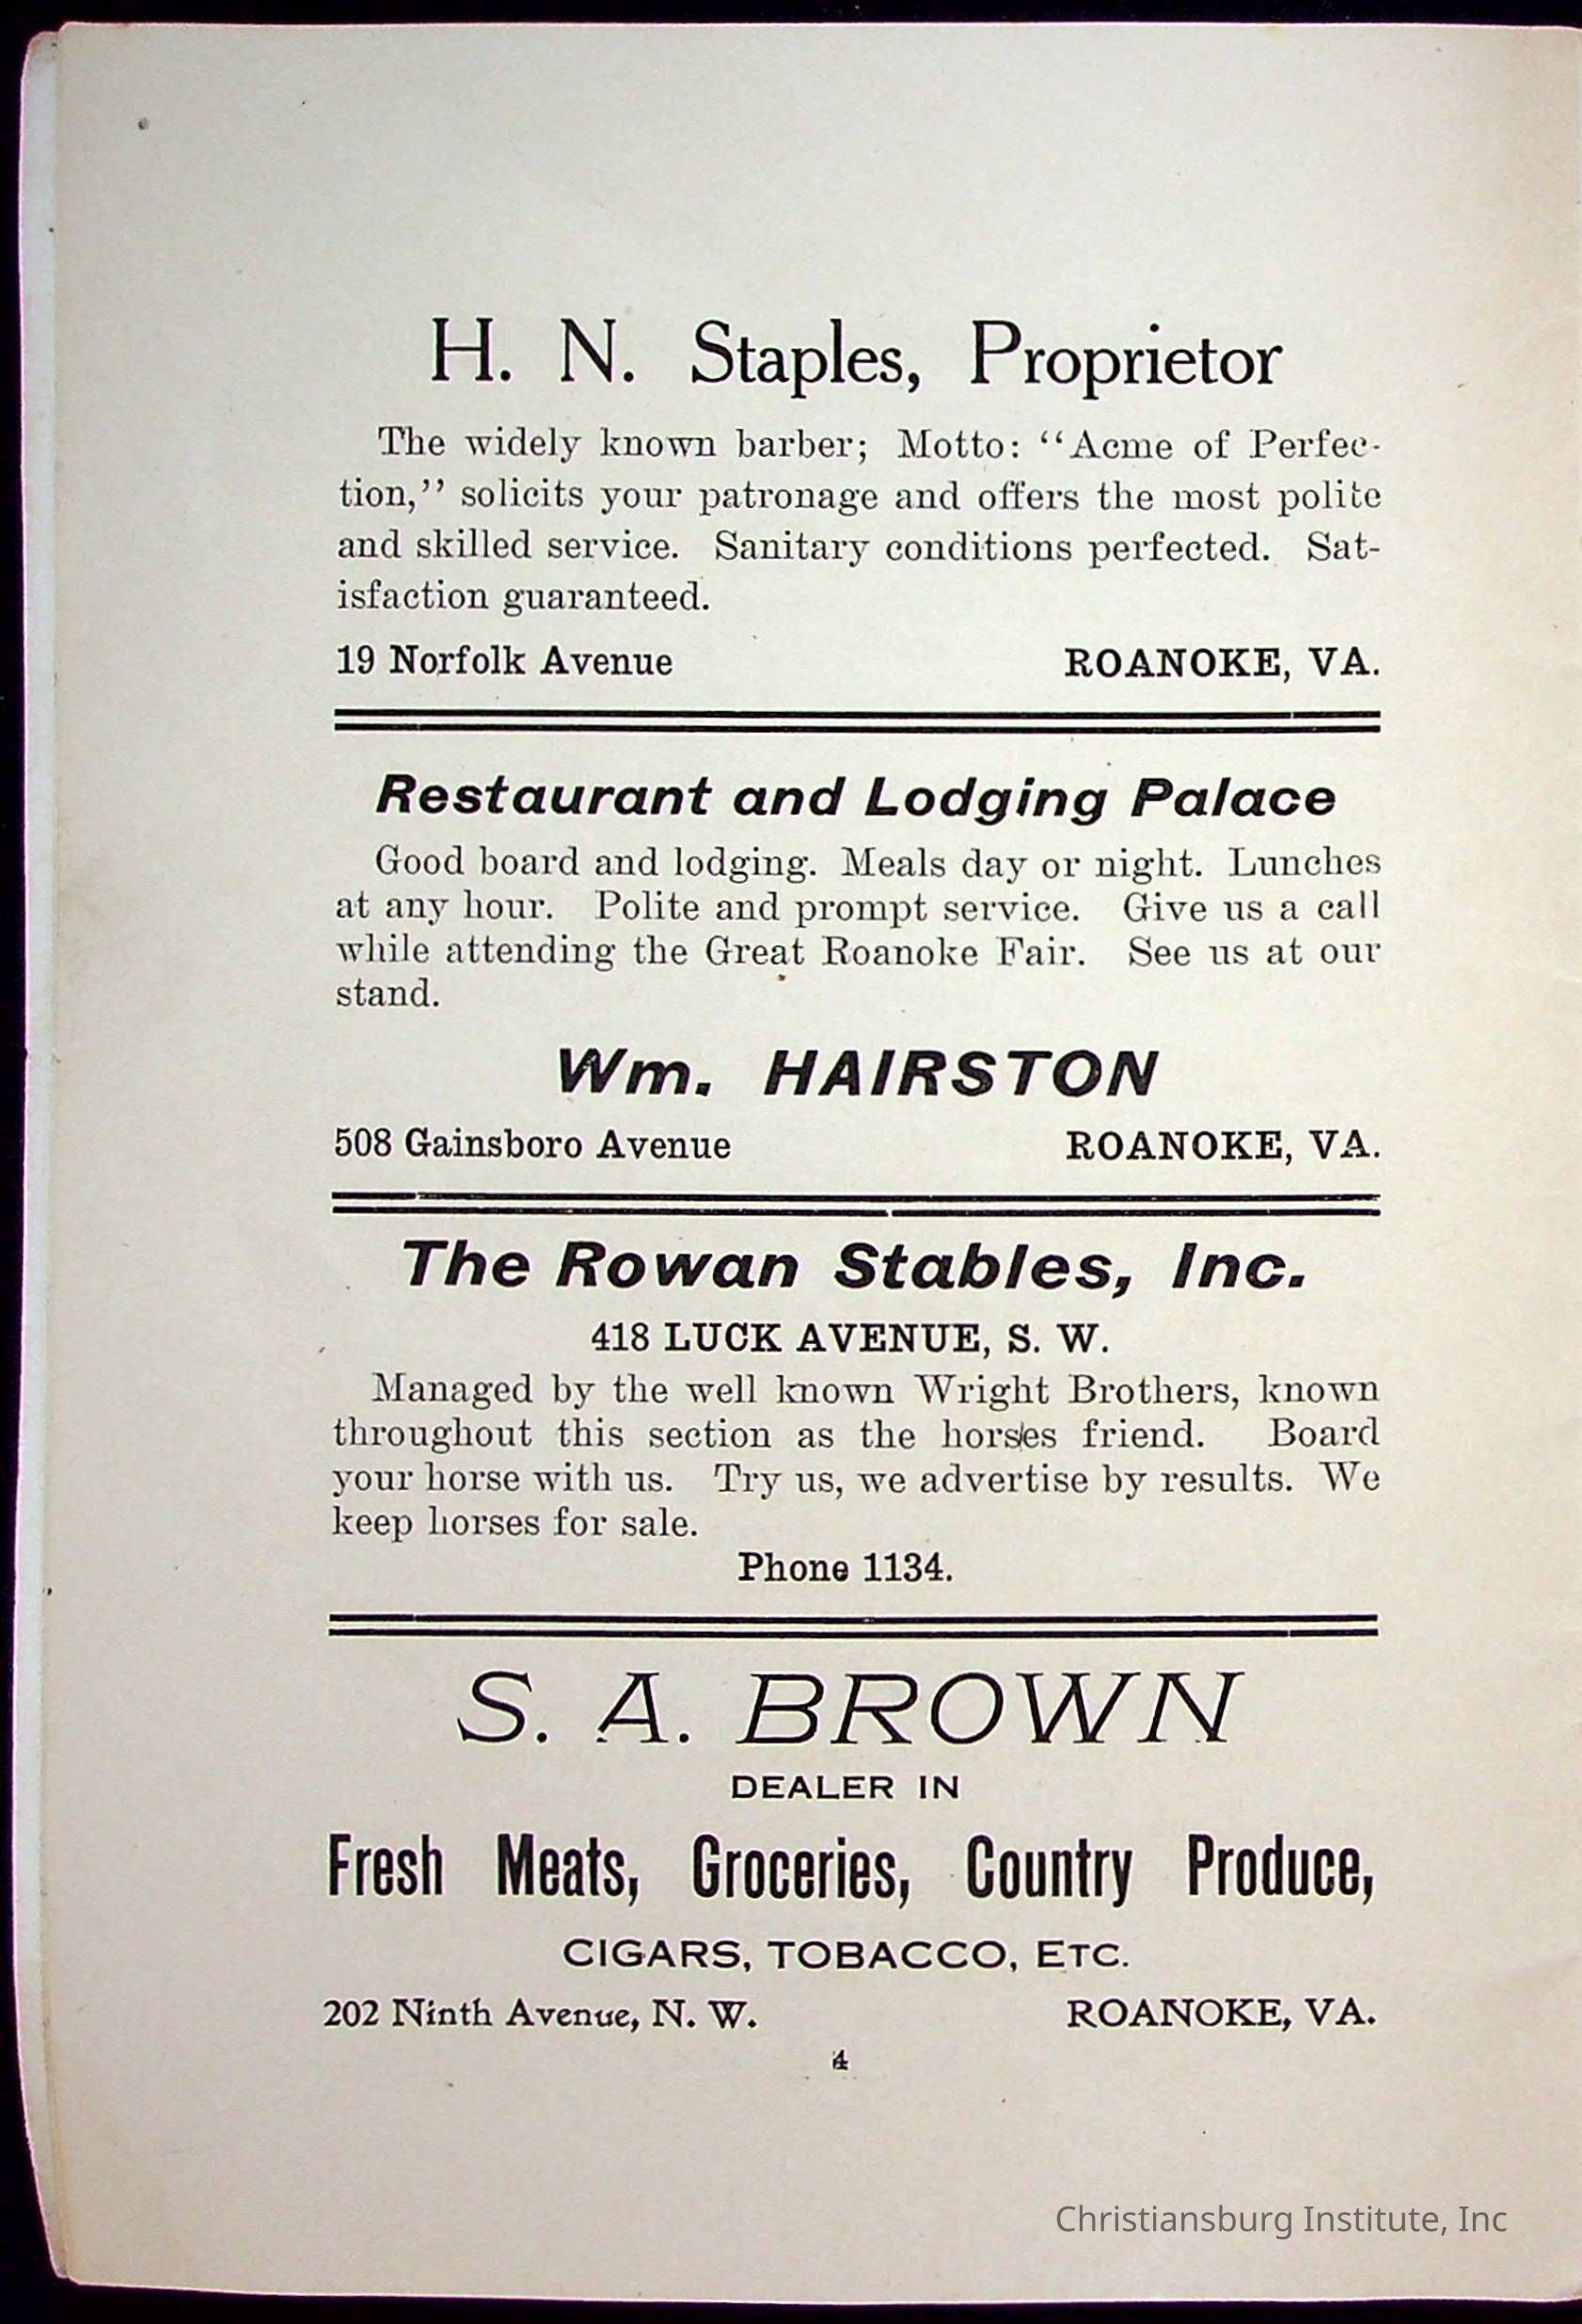 H. N. Staples, Proprietor
The widely known barber; Motto: “Acme of Perfec-
tion,” solicits your patronage and offers the most polite
and skilled service. Sanitary conditions perfected. Sat-
isfaction guaranteed.
19 Norfolk Avenue ROANOKE, VA.
Restaurant and Lodging Palace
Good board and lodging. Meals day or night. Lunches
at any hour. Polite and prompt service. Give us a call
while attending the Great Roanoke Fair. See us at our
stand.
Wm. HAIRSTON
508 Gainsboro Avenue ROANOKE, VA.
The Rowan Stables, Inc.
418 LUCK AVENUE, S. W.
Managed by the well known Wright Brothers, known
throughout this section as the horses friend. Board
your horse with us. Try us, we advertise by results. We
keep horses for sale.
Phone 1134.
S. A. BROWN
DEALER IN
Fresh Meats, Groceries, Country Produce,
CIGARS, TOBACCO, ETC.
202 Ninth Avenue, N. W. ROANOKE, VA.
4
Christiansburg Institute, Inc